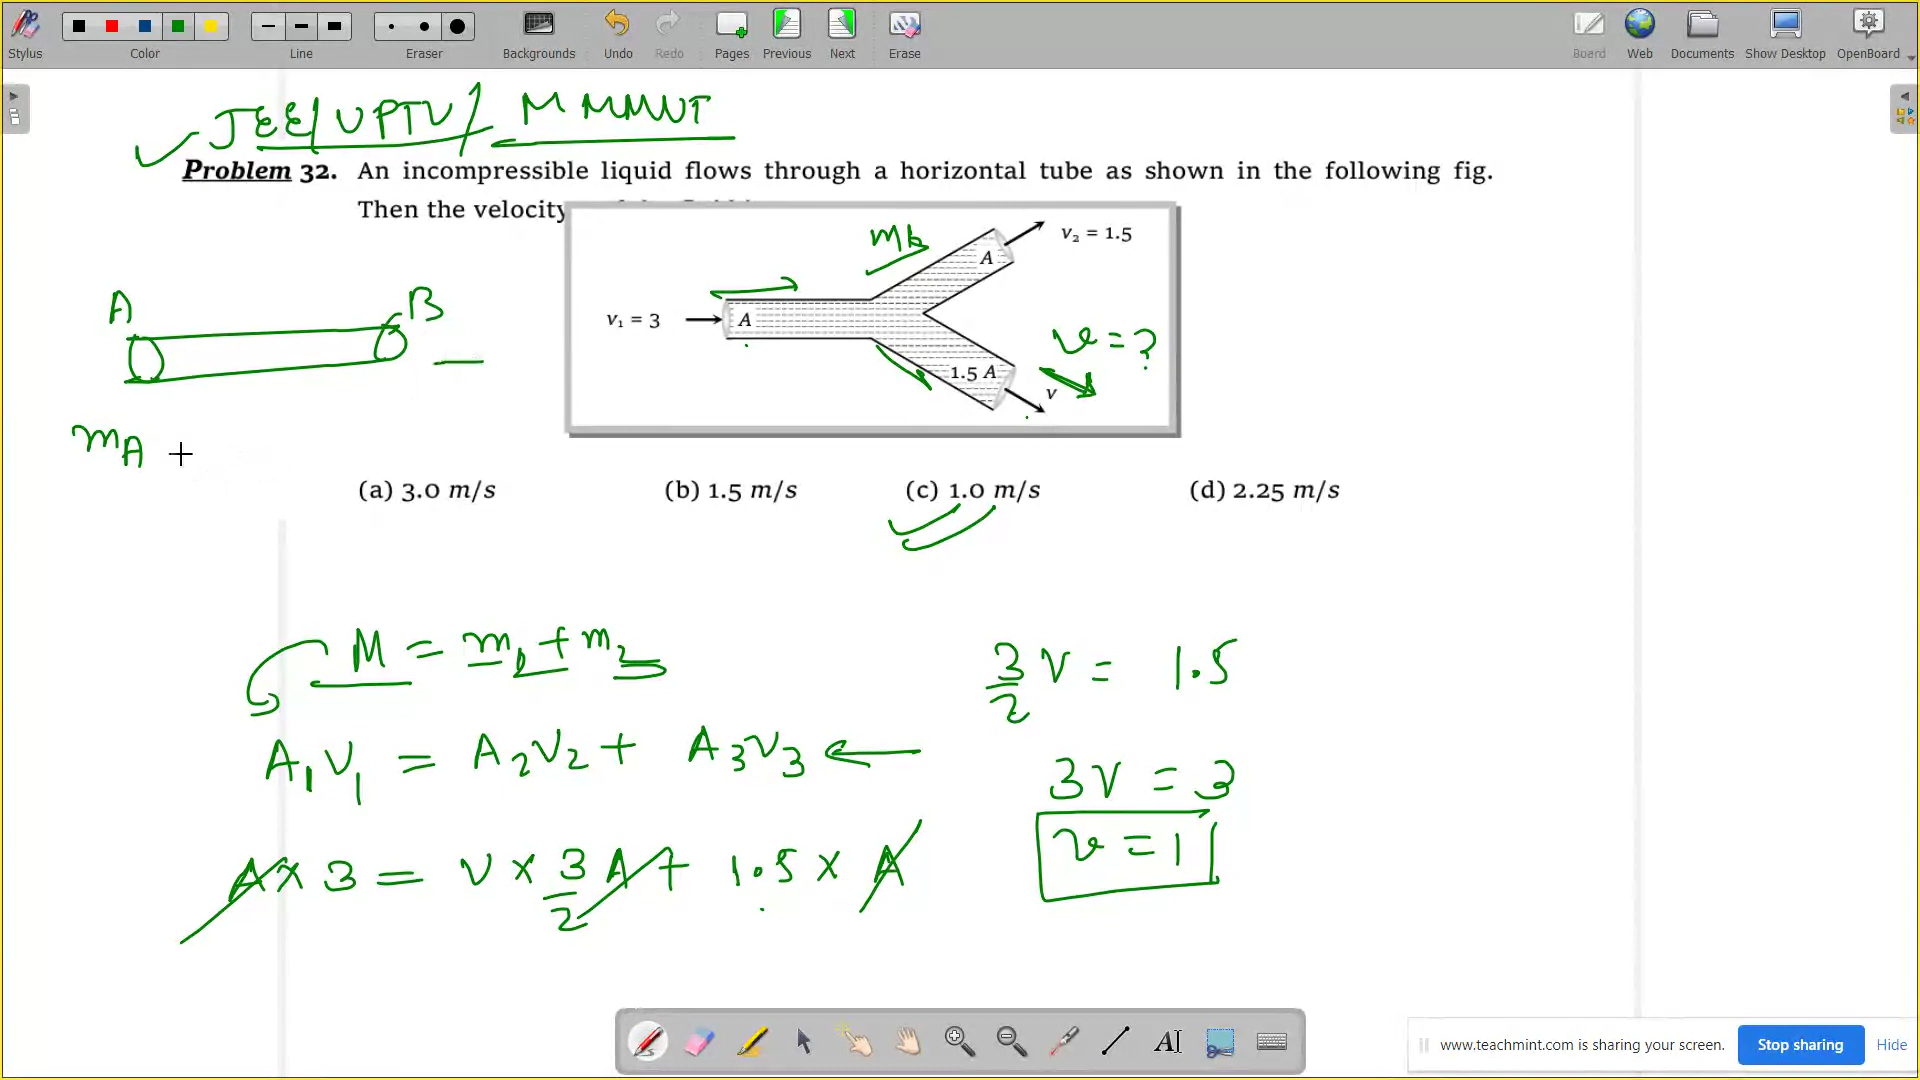 Stylus Color Line Eraser Backgrounds Undo Redo Pages Previous Next Erase Board Web Documents Show Desktop OpenBoard
JEE/UPTU/ MMMUT
Problem 32. An incompressible liquid flows through a horizontal tube as shown in the following fig.
Then the velocity
v₂ = 1.5
A
v₁ = 3
A
v = ?
1.5 A
v
A B
mA +
(a) 3.0 m/s (b) 1.5 m/s (c) 1.0 m/s (d) 2.25 m/s
M = m₁ + m₂
A₁V₁ = A₂V₂ + A₃V₃
A × 3 = v × 3/2 A + 1.5 × A
3/2 v = 1.5
3v = 3
v = 1
www.teachmint.com is sharing your screen. Stop sharing Hide